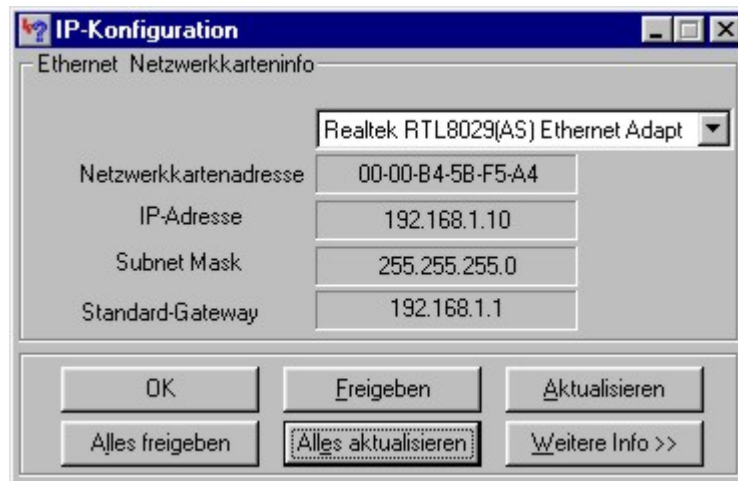 IP-Konfiguration
Ethernet Netzwerkkarteninfo
Realtek RTL8029(AS) Ethernet Adapt
Netzwerkkartenadresse 00-00-B4-5B-F5-A4
IP-Adresse 192.168.1.10
Subnet Mask 255.255.255.0
Standard-Gateway 192.168.1.1
OK Freigeben Aktualisieren
Alles freigeben Alles aktualisieren Weitere Info >>